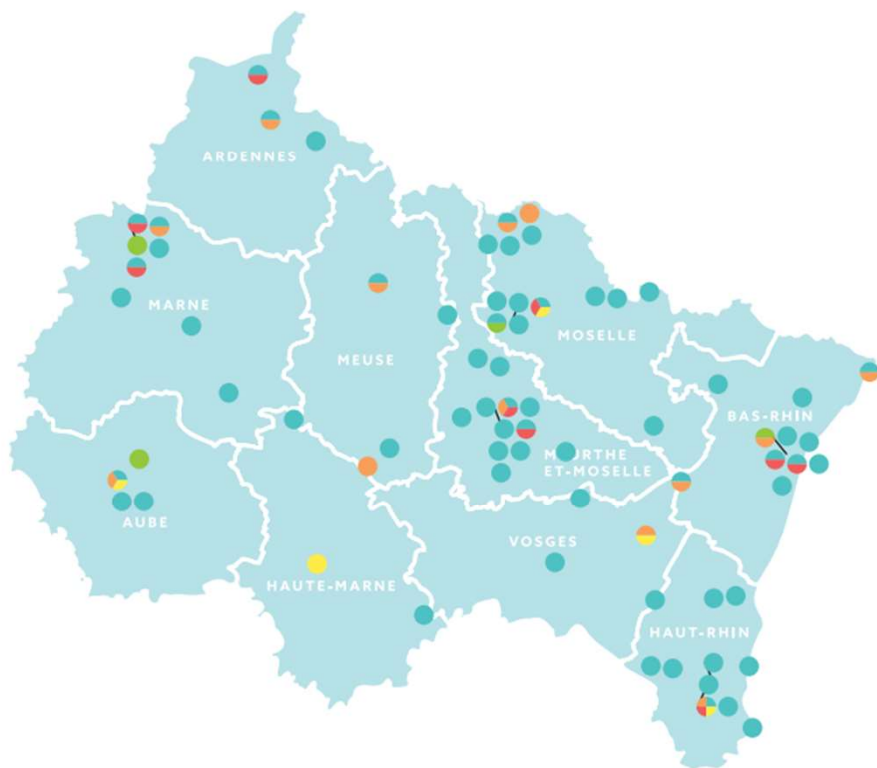 ARDENNES
MARNE
MEUSE
MOSELLE
BAS-RHIN
MEURTHE
ET-MOSELLE
AUBE
VOSGES
HAUTE-MARNE
HAUT-RHIN